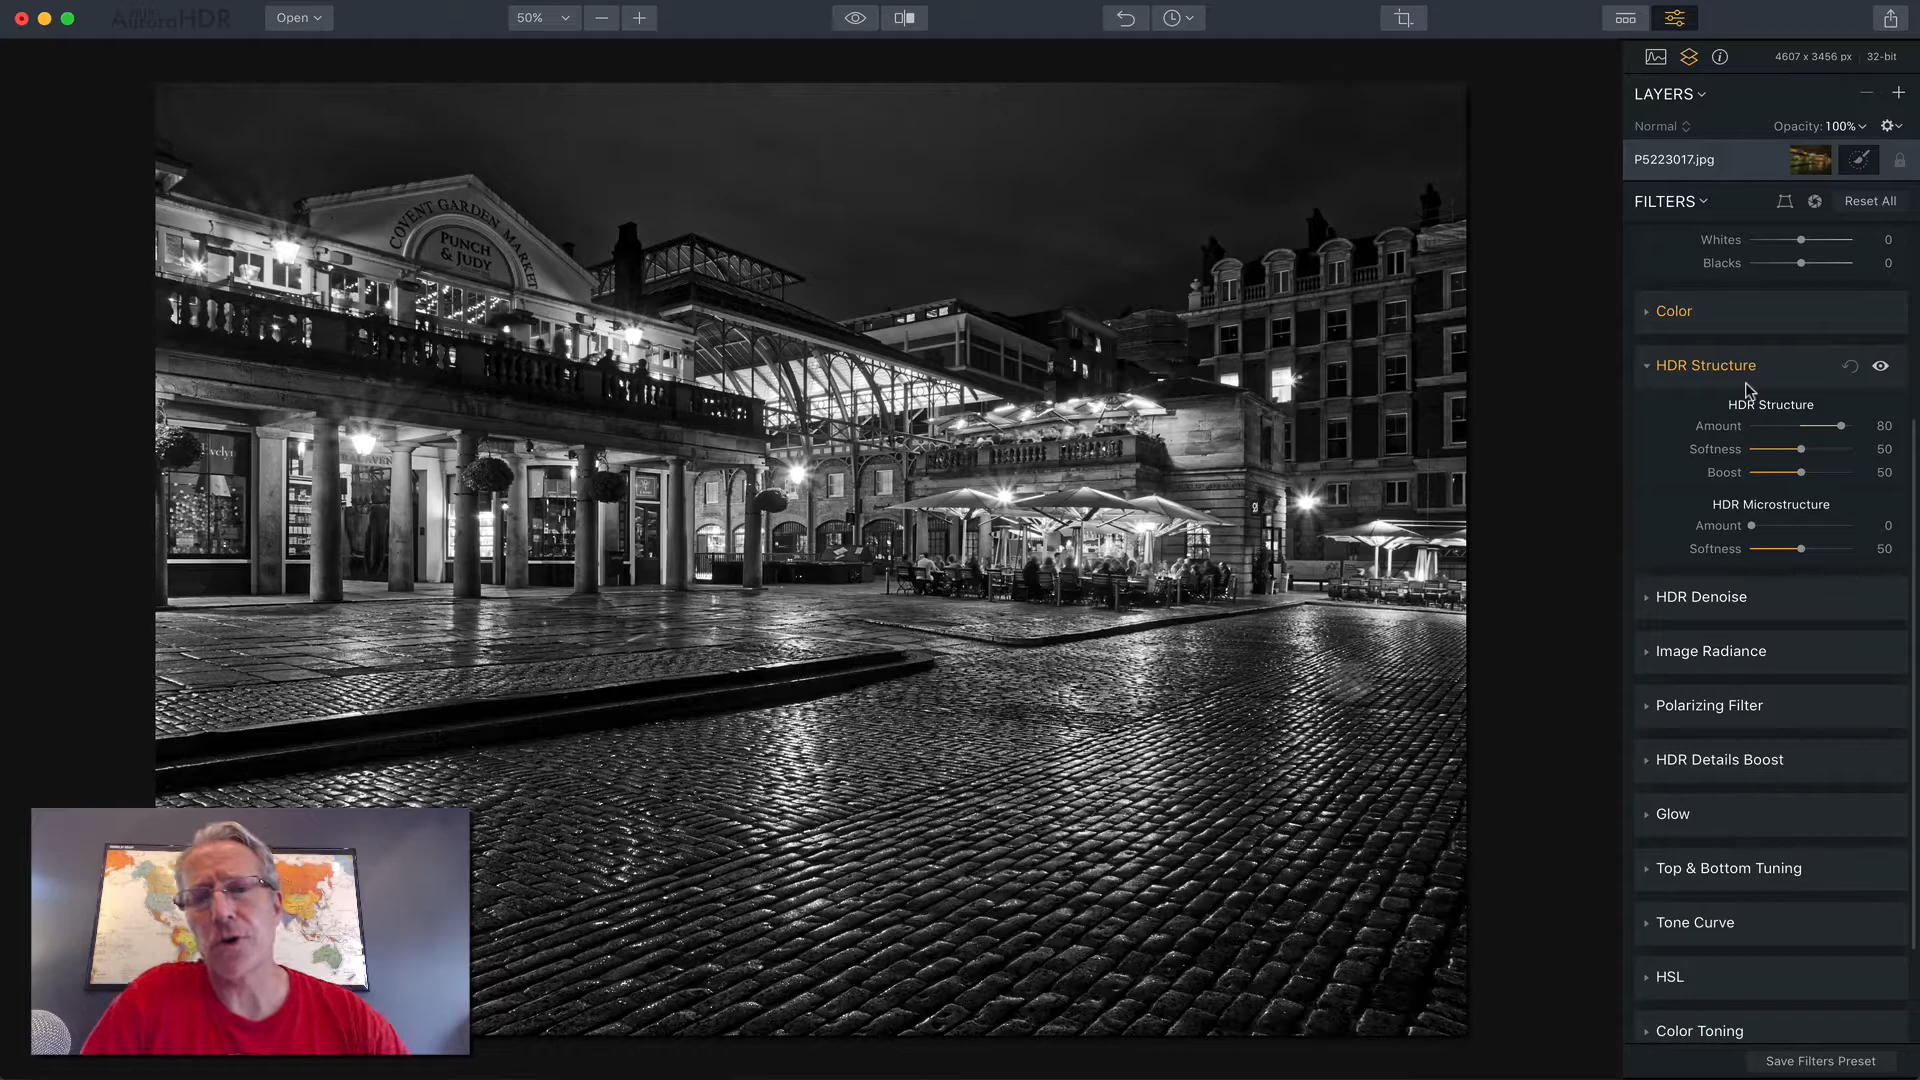 AuroraHDR
Open
50%
4607 x 3456 px
32-bit
LAYERS
Normal
Opacity: 100%
P5223017.jpg
FILTERS
Reset All
Whites 0
Blacks 0
Color
HDR Structure
HDR Structure
Amount 80
Softness 50
Boost 50
HDR Microstructure
Amount 0
Softness 50
HDR Denoise
Image Radiance
Polarizing Filter
HDR Details Boost
Glow
Top & Bottom Tuning
Tone Curve
HSL
Color Toning
Save Filters Preset
COVENT GARDEN MARKET
PUNCH
& JUDY